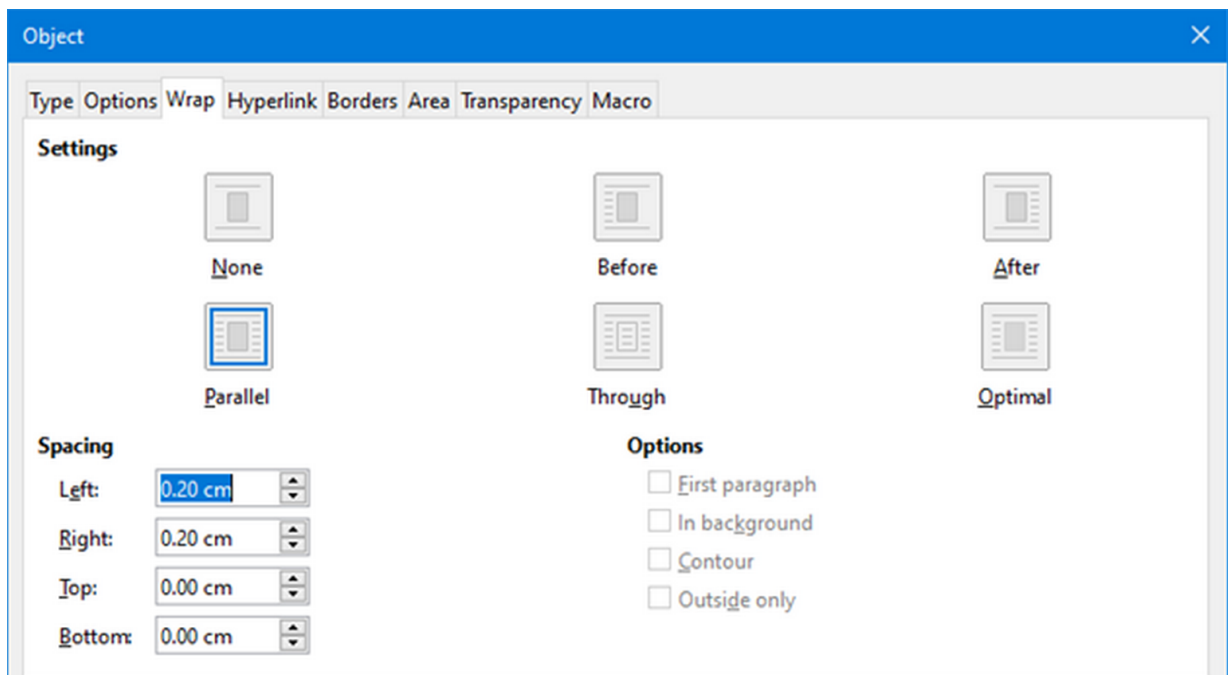 Object
Type Options Wrap Hyperlink Borders Area Transparency Macro
Settings
None Before After
Parallel Through Optimal
Spacing Options
Left: 0.20 cm First paragraph
Right: 0.20 cm In background
Top: 0.00 cm Contour
Bottom: 0.00 cm Outside only